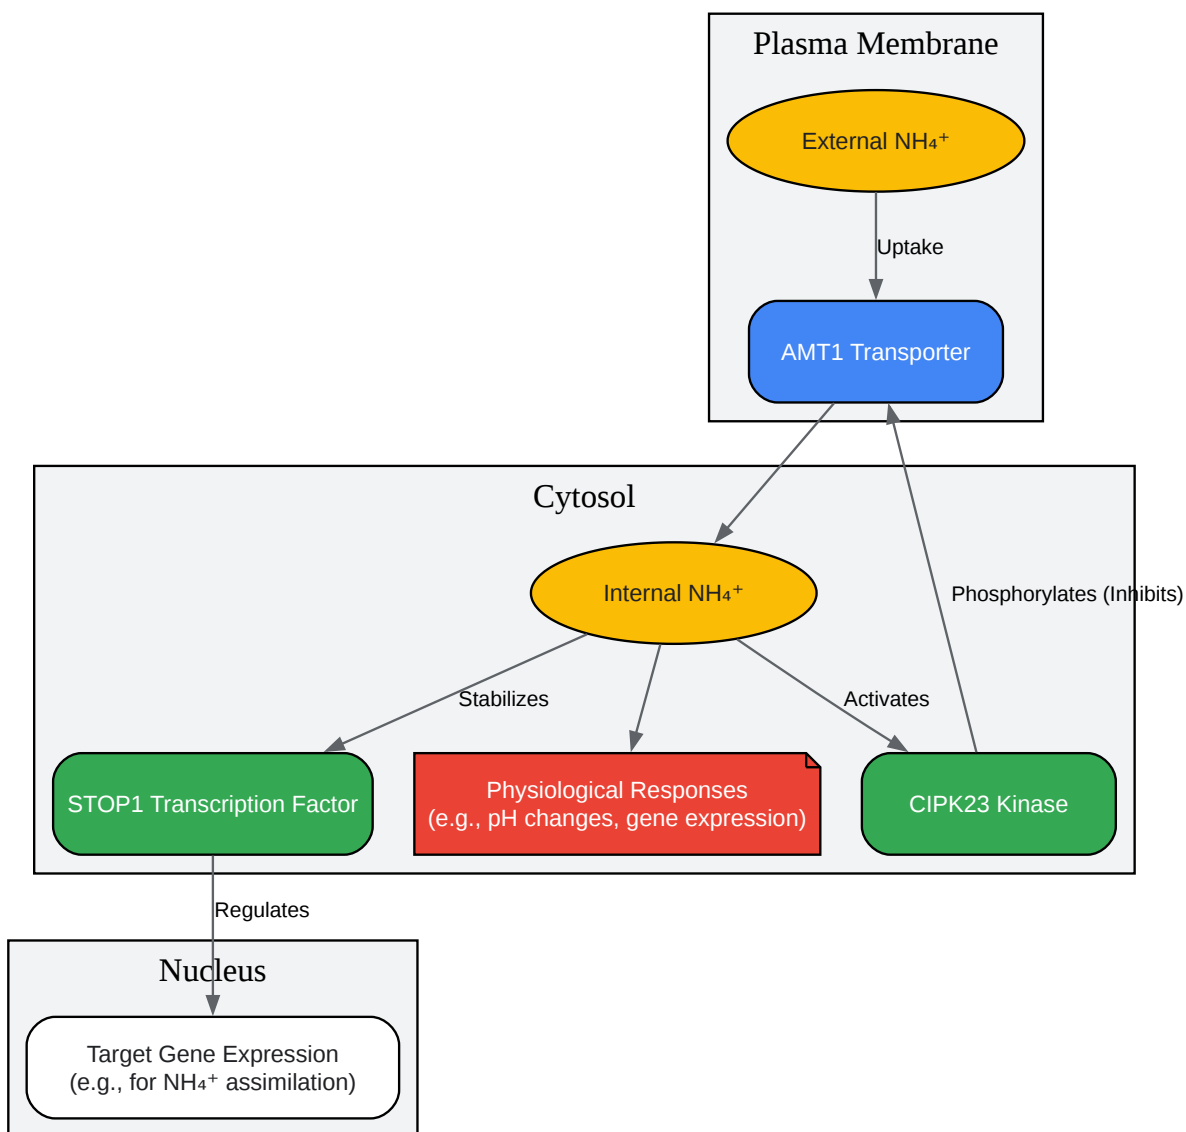 Plasma Membrane
External NH₄⁺
Uptake
AMT1 Transporter
Cytosol
Internal NH₄⁺
Phosphorylates (Inhibits)
Stabilizes
Activates
STOP1 Transcription Factor
Physiological Responses
(e.g., pH changes, gene expression)
CIPK23 Kinase
Regulates
Nucleus
Target Gene Expression
(e.g., for NH₄⁺ assimilation)